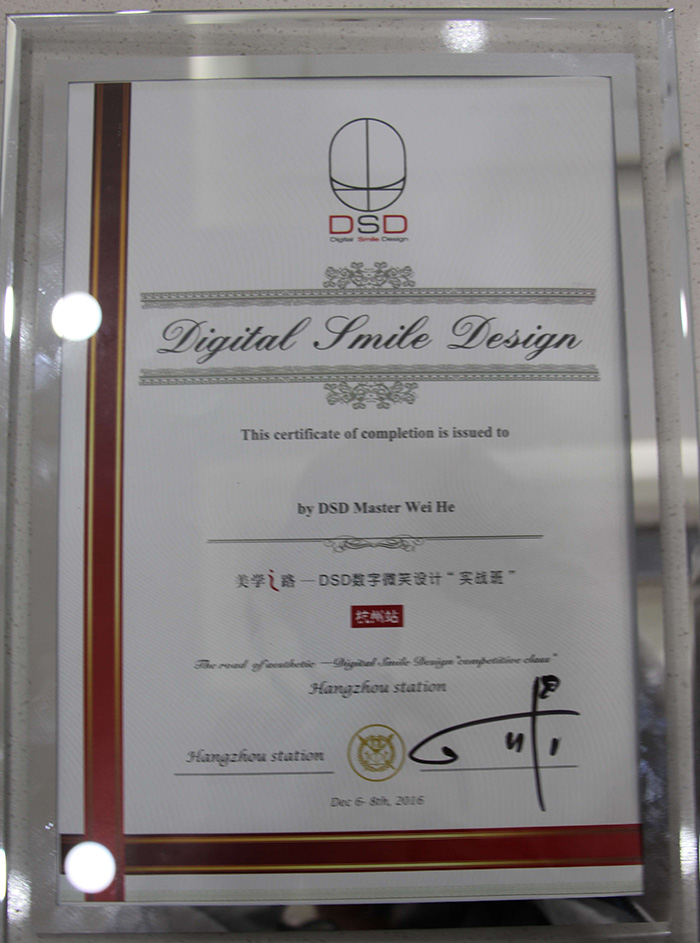 DSD
Digital Smile Design
Digital Smile Design
This certificate of completion is issued to
by DSD Master Wei He
美学之路—DSD数字微笑设计“实战班”
杭州站
The road of aesthetic —Digital Smile Design"competitive class"
Hangzhou station
Hangzhou station
Dec 6- 8th, 2016